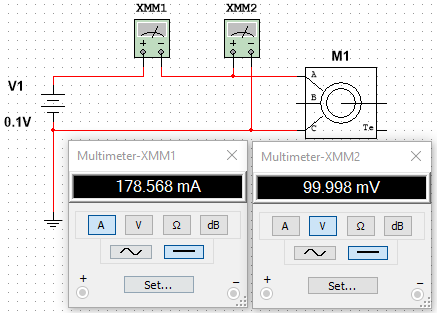 XMM1
XMM2
M1
V1
A
B
C
Te
0.1V
Multimeter-XMM1
178.568 mA
A V Ω dB
Set...
+ −
Multimeter-XMM2
99.998 mV
A V Ω dB
Set...
+ −